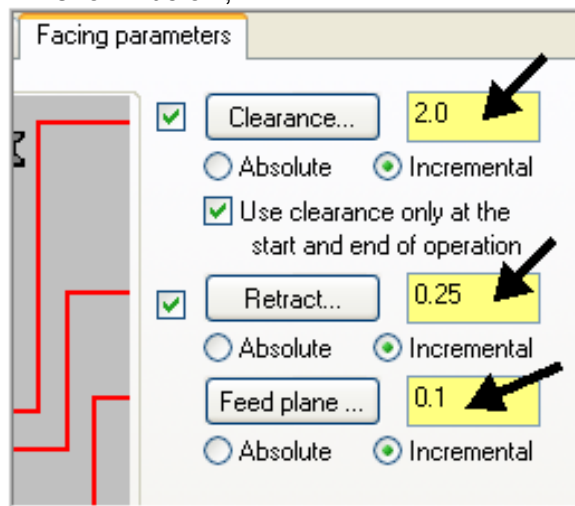 Facing parameters
Clearance... 2.0
Absolute Incremental
Use clearance only at the
start and end of operation
Retract... 0.25
Absolute Incremental
Feed plane ... 0.1
Absolute Incremental